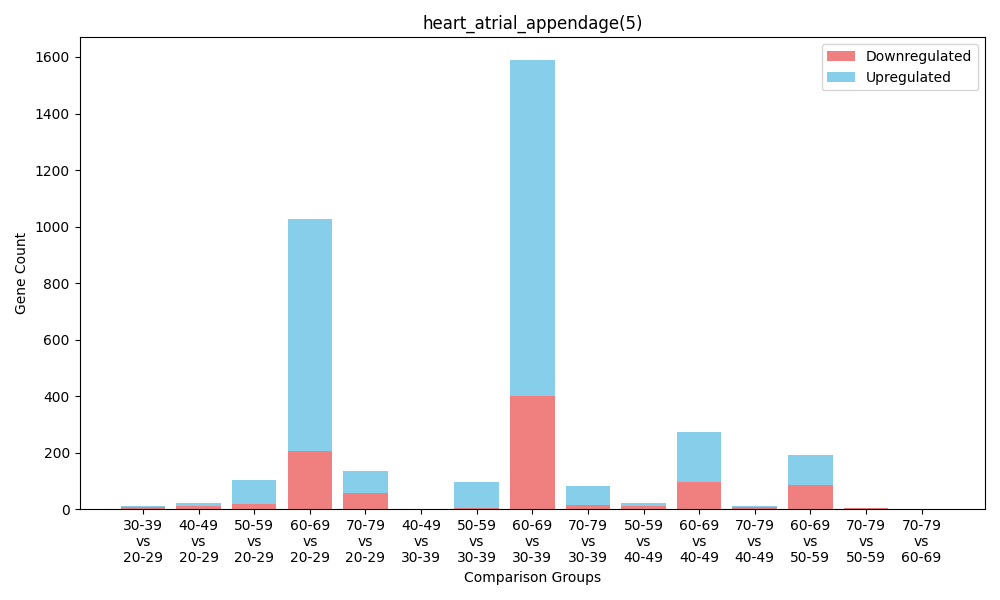 heart_atrial_appendage(5)
Downregulated
Upregulated
Gene Count
1600
1400
1200
1000
800
600
400
200
0
30-39 vs 20-29
40-49 vs 20-29
50-59 vs 20-29
60-69 vs 20-29
70-79 vs 20-29
40-49 vs 30-39
50-59 vs 30-39
60-69 vs 30-39
70-79 vs 30-39
50-59 vs 40-49
60-69 vs 40-49
70-79 vs 40-49
60-69 vs 50-59
70-79 vs 50-59
70-79 vs 60-69
Comparison Groups